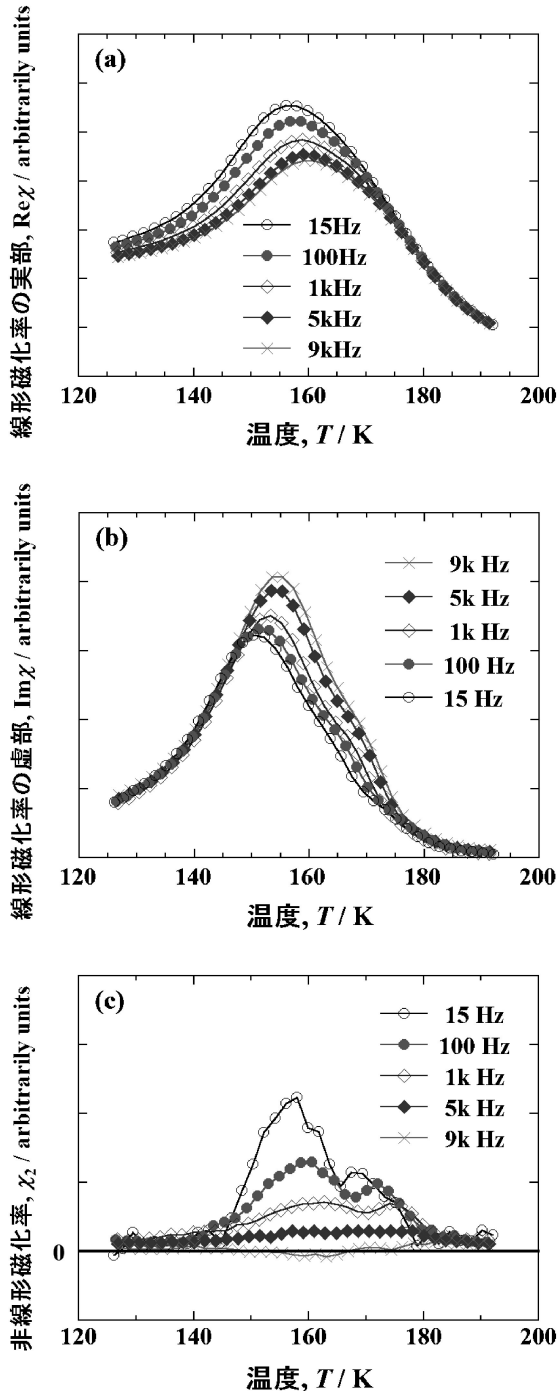 (a)
線形磁化率の実部, Reχ / arbitrarily units
15Hz
100Hz
1kHz
5kHz
9kHz
120 140 160 180 200
温度, T / K
(b)
線形磁化率の虚部, Imχ / arbitrarily units
9k Hz
5k Hz
1k Hz
100 Hz
15 Hz
120 140 160 180 200
温度, T / K
(c)
非線形磁化率, χ₂ / arbitrarily units
15 Hz
100 Hz
1k Hz
5k Hz
9k Hz
0
120 140 160 180 200
温度, T / K